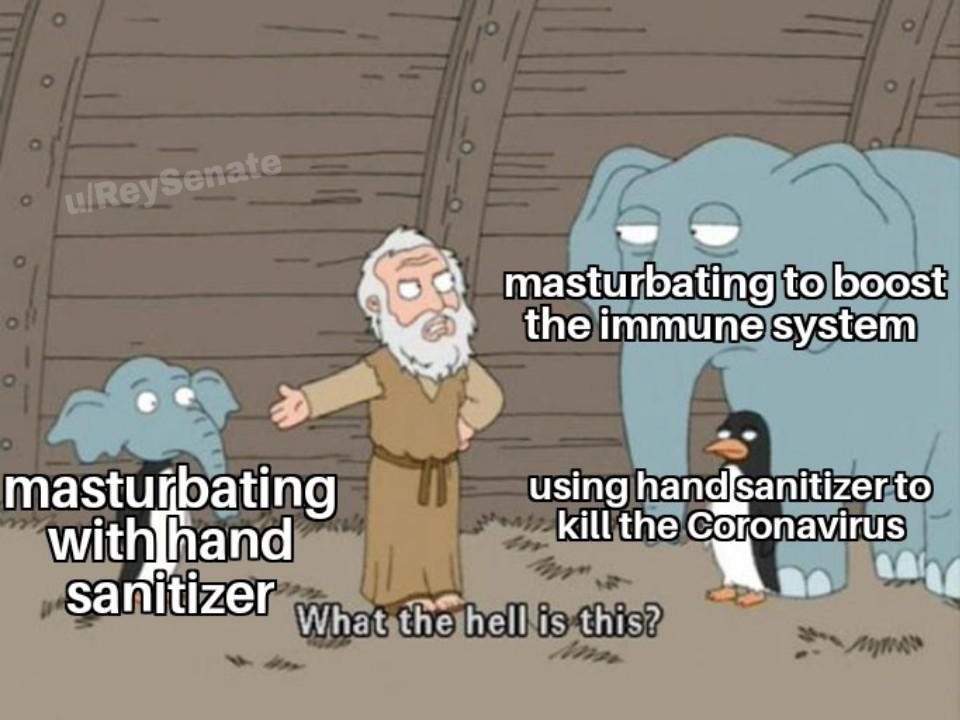 u/ReySenate
masturbating to boost
the immune system
masturbating
with hand
sanitizer
using hand sanitizer to
kill the Coronavirus
What the hell is this?